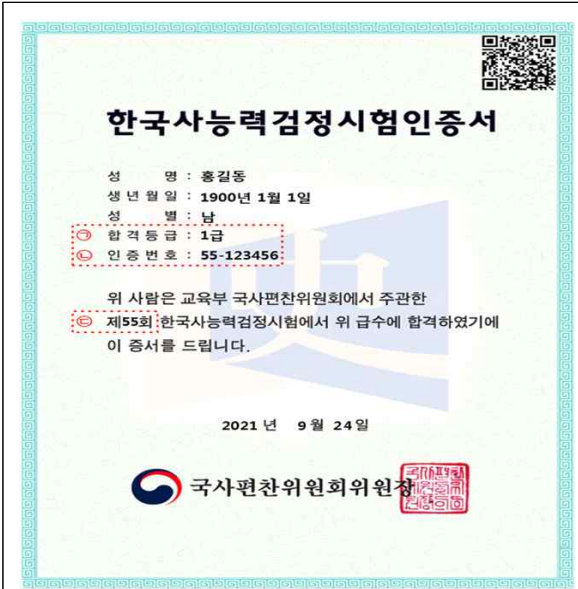 한국사능력검정시험인증서
성 명 : 홍길동
생년월일 : 1900년 1월 1일
성 별 : 남
㉠ 합격등급 : 1급
㉡ 인증번호 : 55-123456
위 사람은 교육부 국사편찬위원회에서 주관한
㉢ 제55회 한국사능력검정시험에서 위 급수에 합격하였기에
이 증서를 드립니다.
史
2021 년 9 월 24 일
국사편찬위원회위원장